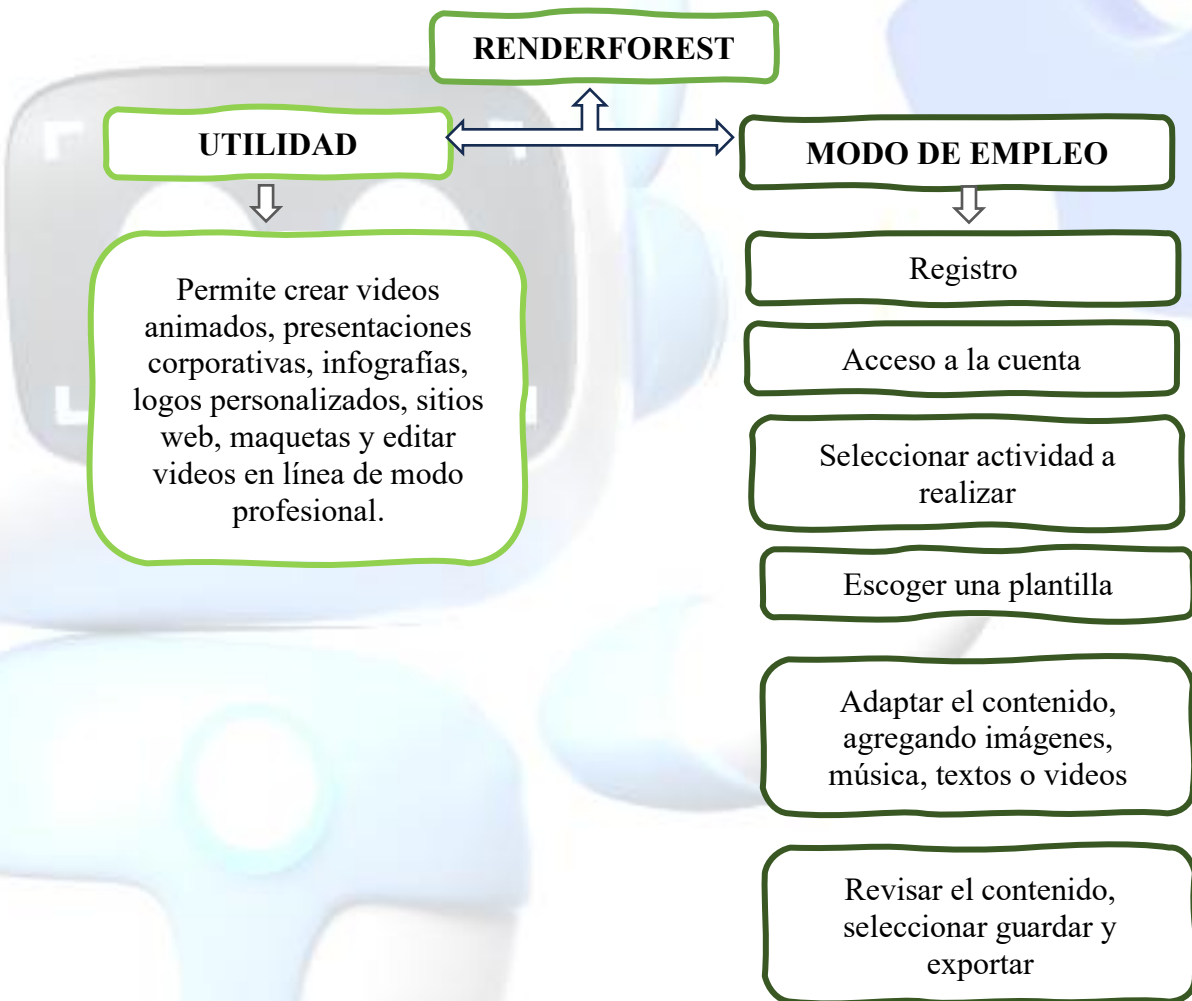 RENDERFOREST
UTILIDAD
Permite crear videos
animados, presentaciones
corporativas, infografías,
logos personalizados, sitios
web, maquetas y editar
videos en línea de modo
profesional.
MODO DE EMPLEO
Registro
Acceso a la cuenta
Seleccionar actividad a
realizar
Escoger una plantilla
Adaptar el contenido,
agregando imágenes,
música, textos o videos
Revisar el contenido,
seleccionar guardar y
exportar